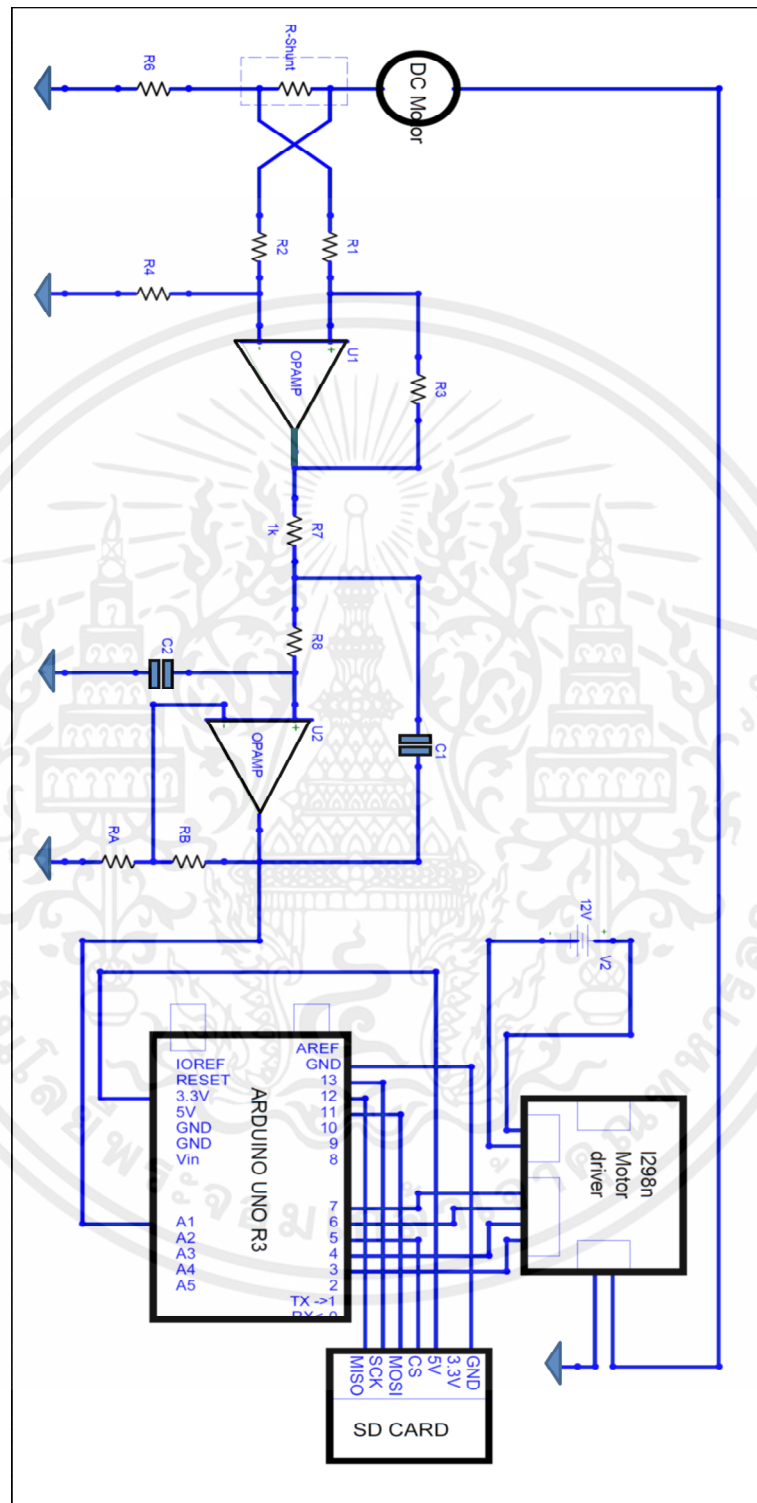 R-Shunt
R6
DC Motor
R2
R1
R4
-
+
U1
OPAMP
R3
R7
1k
R8
C2
-
+
U2
OPAMP
C1
RA
RB
12V
-
+
V2
l298n
Motor
driver
ARDUINO UNO R3
AREF
GND
13
12
11
10
9
8
7
6
5
4
3
2
TX ->1
IOREF
RESET
3.3V
5V
GND
GND
Vin
A1
A2
A3
A4
A5
MISO
SCK
MOSI
CS
5V
3.3V
GND
SD CARD